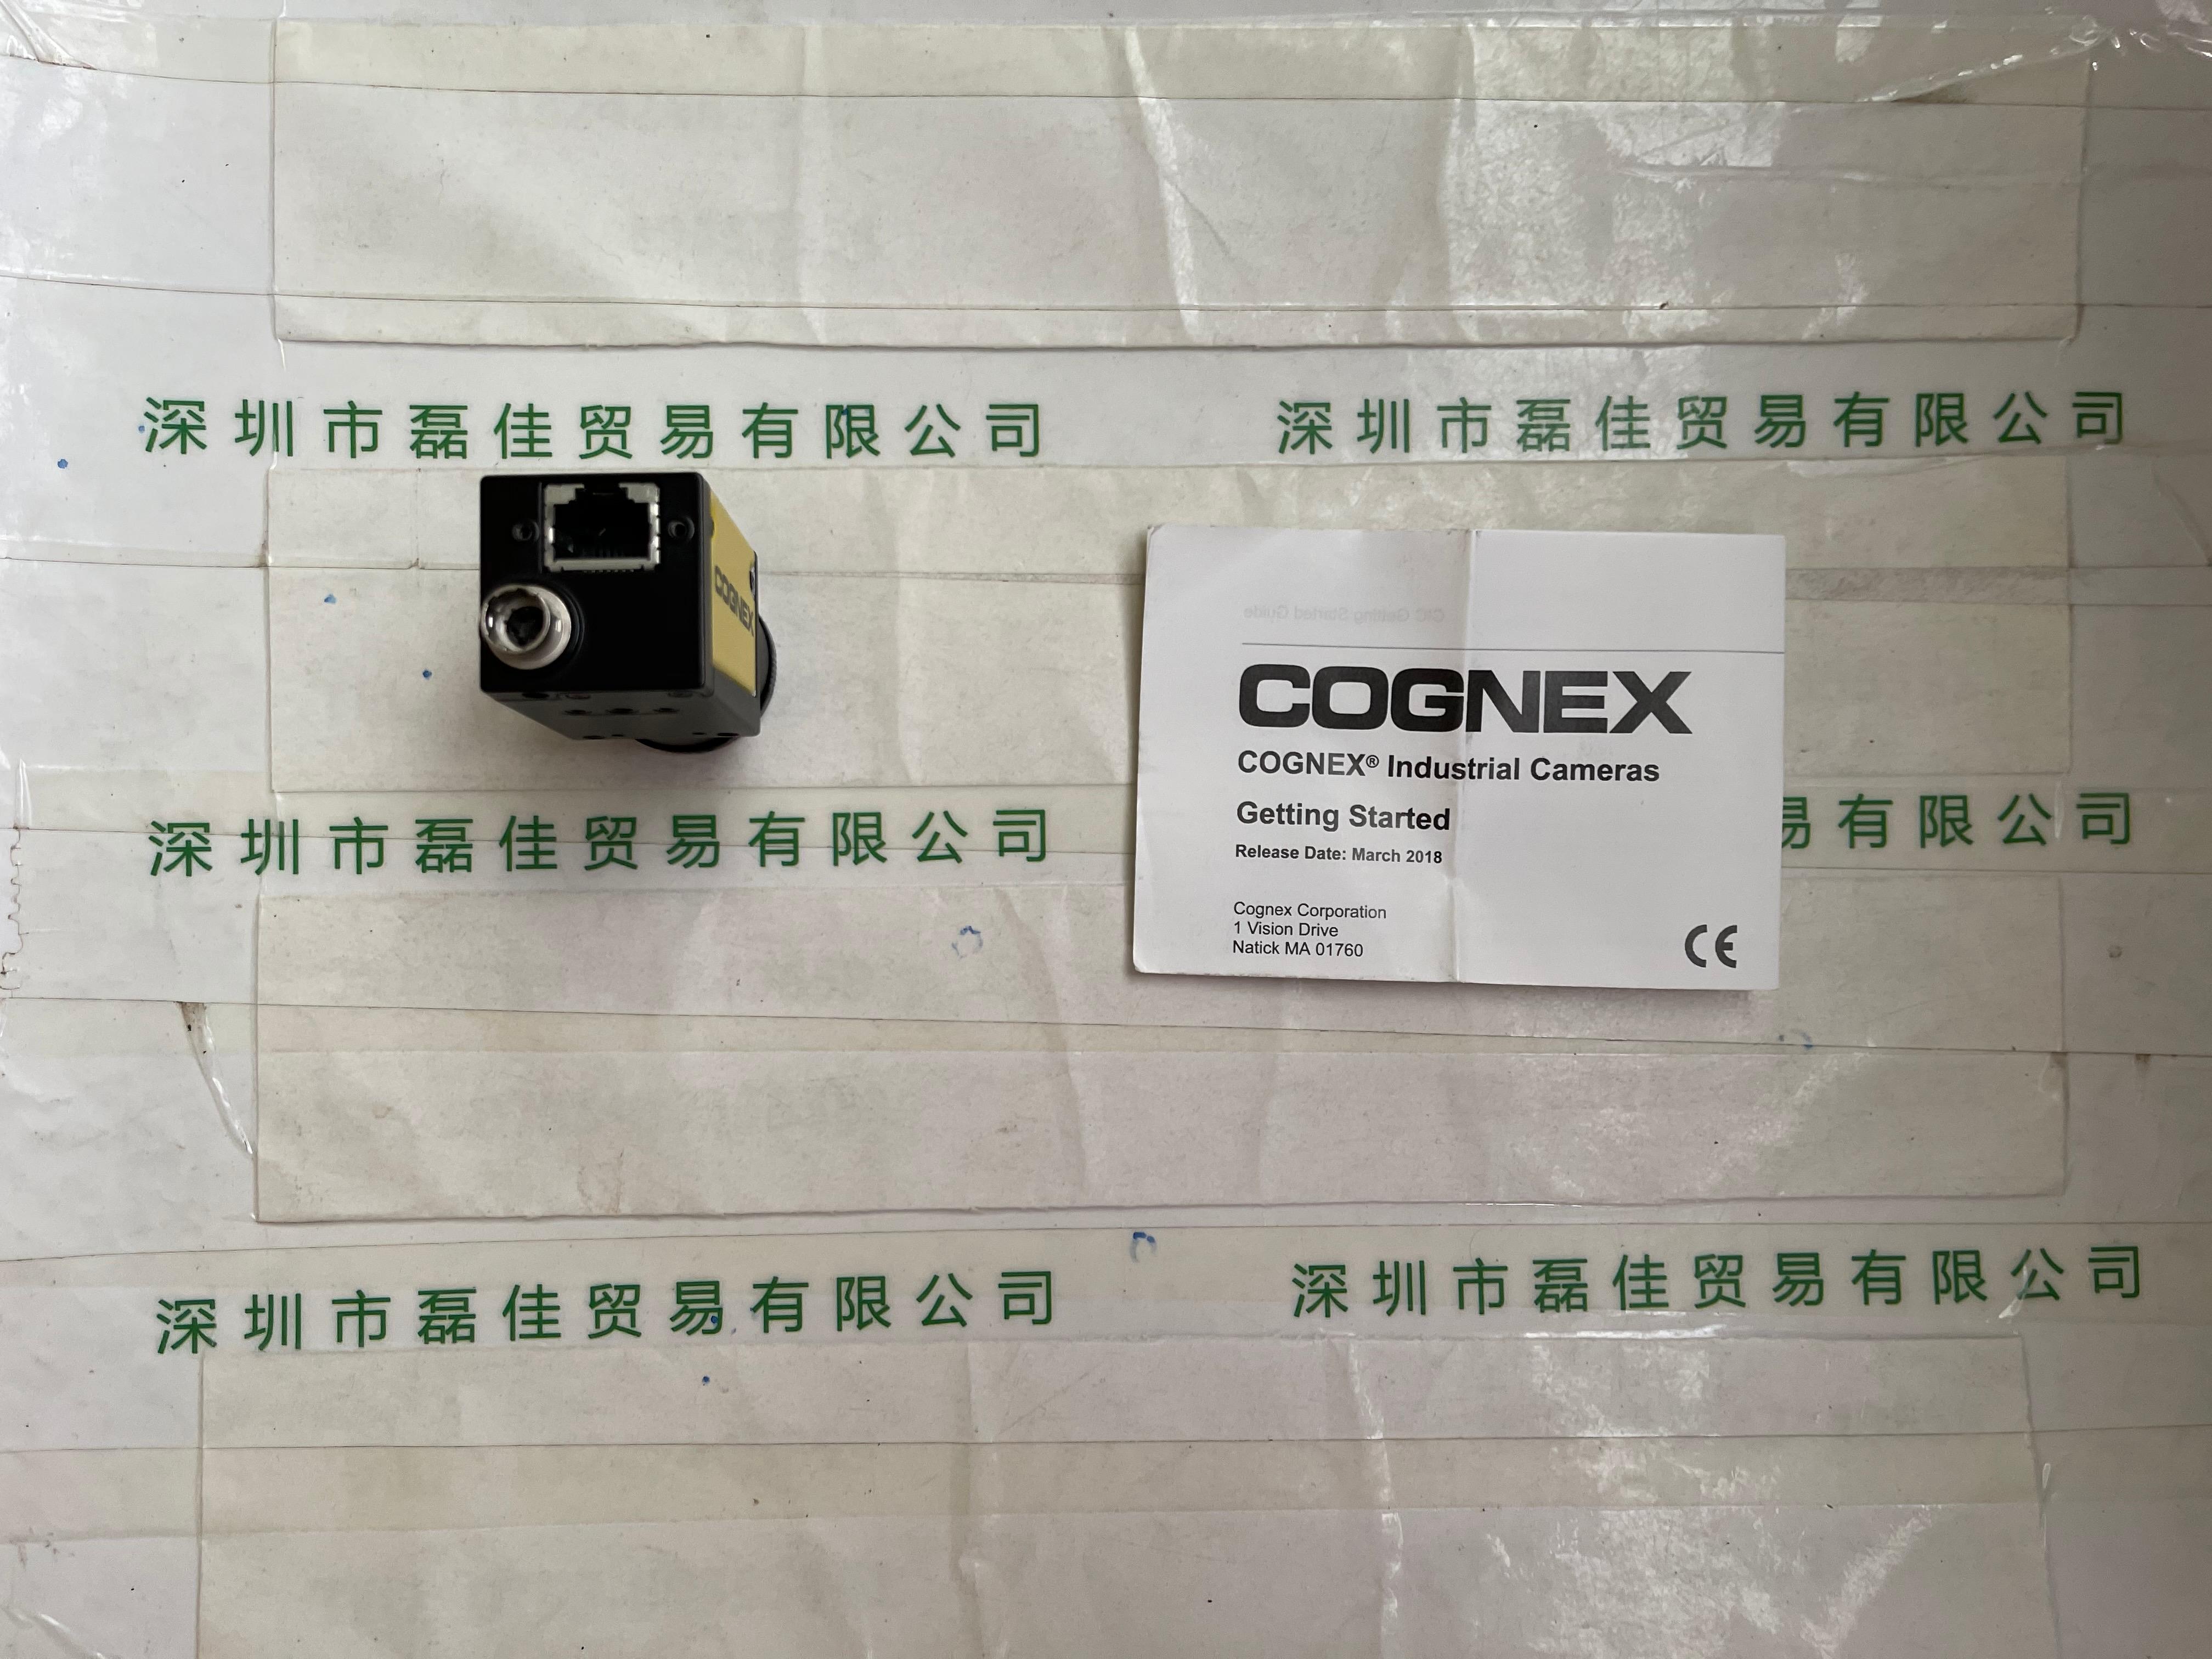 深圳市磊佳贸易有限公司
深圳市磊佳贸易有限公司
COGNEX
CIC Getting Started Guide
COGNEX
COGNEX® Industrial Cameras
Getting Started
Release Date: March 2018
Cognex Corporation
1 Vision Drive
Natick MA 01760
CE
深圳市磊佳贸易有限公司
易有限公司
深圳市磊佳贸易有限公司
深圳市磊佳贸易有限公司